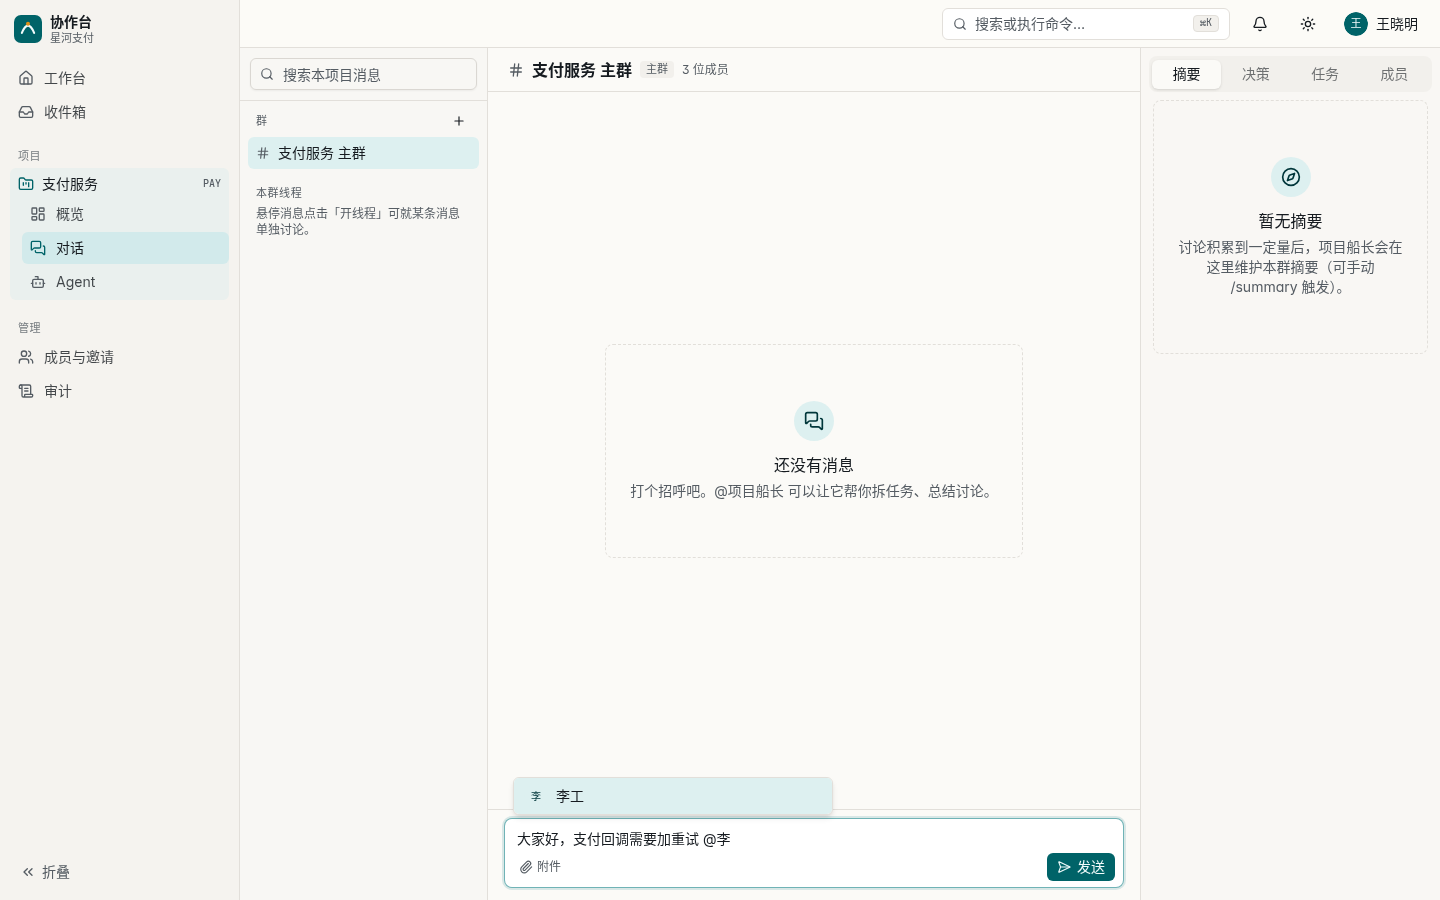 协作台
星河支付
搜索或执行命令...
⌘K
王
王晓明
工作台
收件箱
项目
支付服务
PAY
概览
对话
Agent
管理
成员与邀请
审计
折叠
搜索本项目消息
群
支付服务 主群
本群线程
悬停消息点击「开线程」可就某条消息
单独讨论。
支付服务 主群
主群
3 位成员
还没有消息
打个招呼吧。@项目船长 可以让它帮你拆任务、总结讨论。
李
李工
大家好，支付回调需要加重试 @李
附件
发送
摘要
决策
任务
成员
暂无摘要
讨论积累到一定量后，项目船长会在
这里维护本群摘要（可手动
/summary 触发）。